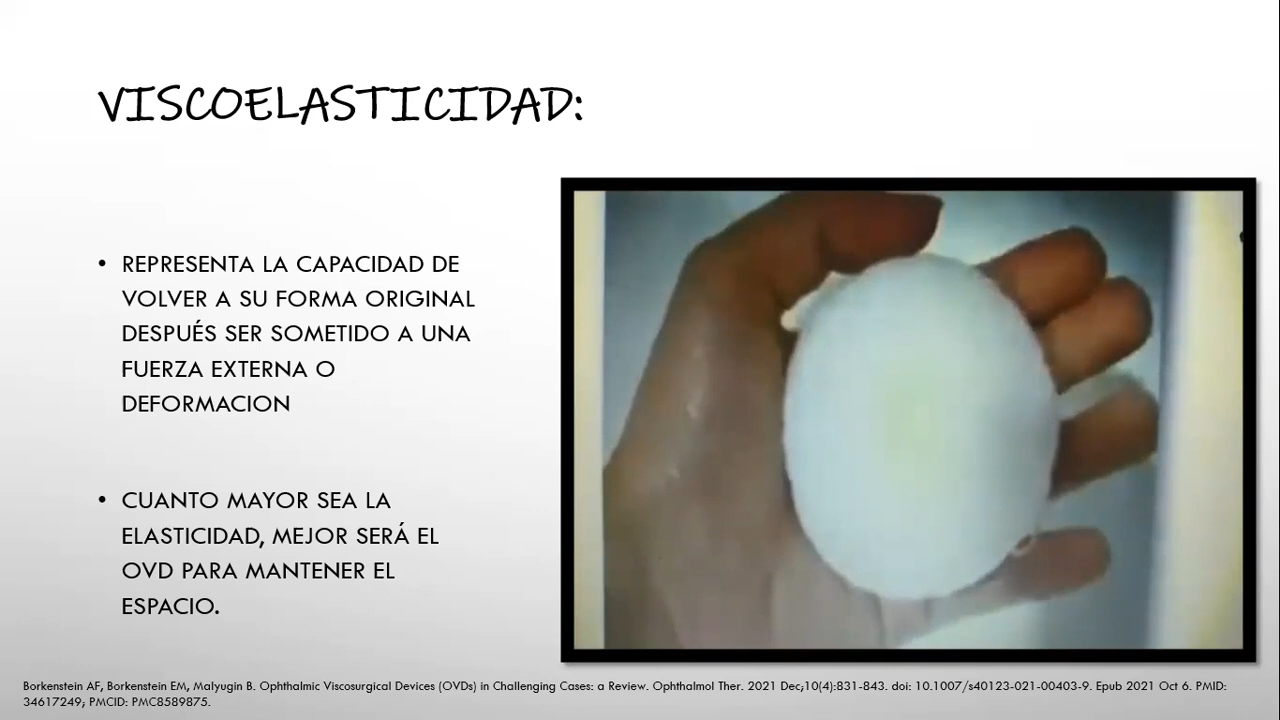 VISCOELASTICIDAD:
• REPRESENTA LA CAPACIDAD DE
VOLVER A SU FORMA ORIGINAL
DESPUÉS SER SOMETIDO A UNA
FUERZA EXTERNA O
DEFORMACION
• CUANTO MAYOR SEA LA
ELASTICIDAD, MEJOR SERÁ EL
OVD PARA MANTENER EL
ESPACIO.
Borkenstein AF, Borkenstein EM, Malyugin B. Ophthalmic Viscosurgical Devices (OVDs) in Challenging Cases: a Review. Ophthalmol Ther. 2021 Dec;10(4):831-843. doi: 10.1007/s40123-021-00403-9. Epub 2021 Oct 6. PMID:
34617249; PMCID: PMC8589875.